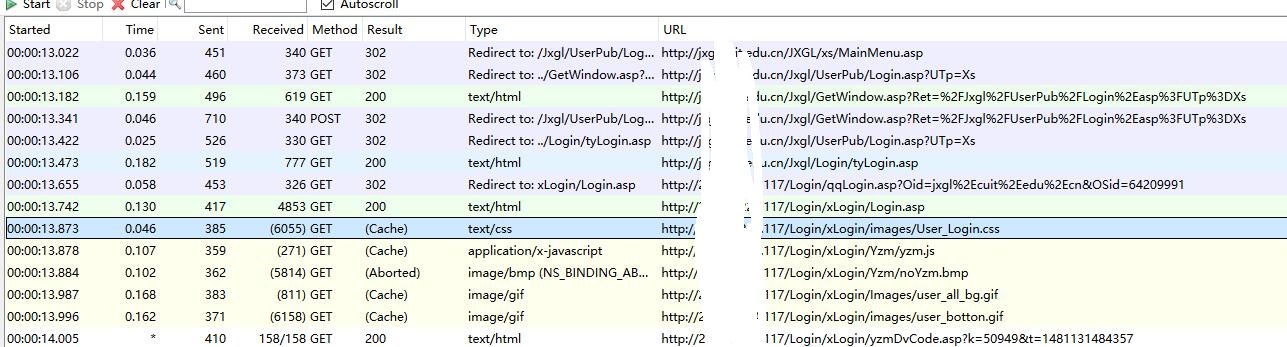 Start Stop Clear Autoscroll
Started Time Sent Received Method Result Type URL
00:00:13.022 0.036 451 340 GET 302 Redirect to: /Jxgl/UserPub/Log... http://jxg edu.cn/JXGL/xs/MainMenu.asp
00:00:13.106 0.044 460 373 GET 302 Redirect to: ../GetWindow.asp?... http://j du.cn/Jxgl/UserPub/Login.asp?UTp=Xs
00:00:13.182 0.159 496 619 GET 200 text/html http://j du.cn/Jxgl/GetWindow.asp?Ret=%2FJxgl%2FUserPub%2FLogin%2Easp%3FUTp%3DXs
00:00:13.341 0.046 710 340 POST 302 Redirect to: /Jxgl/UserPub/Log... http://j du.cn/Jxgl/GetWindow.asp?Ret=%2FJxgl%2FUserPub%2FLogin%2Easp%3FUTp%3DXs
00:00:13.422 0.025 526 330 GET 302 Redirect to: ../Login/tyLogin.asp http://j du.cn/Jxgl/UserPub/Login.asp?UTp=Xs
00:00:13.473 0.182 519 777 GET 200 text/html http://j u.cn/Jxgl/Login/tyLogin.asp
00:00:13.655 0.058 453 326 GET 302 Redirect to: xLogin/Login.asp http://2 117/Login/qqLogin.asp?Oid=jxgl%2Ecuit%2Eedu%2Ecn&OSid=64209991
00:00:13.742 0.130 417 4853 GET 200 text/html http:// 117/Login/xLogin/Login.asp
00:00:13.873 0.046 385 (6055) GET (Cache) text/css http:// .117/Login/xLogin/images/User_Login.css
00:00:13.878 0.107 359 (271) GET (Cache) application/x-javascript http:// .117/Login/xLogin/Yzm/yzm.js
00:00:13.884 0.102 362 (5814) GET (Aborted) image/bmp (NS_BINDING_AB... http:// 117/Login/xLogin/Yzm/noYzm.bmp
00:00:13.987 0.168 383 (811) GET (Cache) image/gif http:// 117/Login/xLogin/Images/user_all_bg.gif
00:00:13.996 0.162 371 (6158) GET (Cache) image/gif http:// 117/Login/xLogin/images/user_botton.gif
00:00:14.005 * 410 158/158 GET 200 text/html http://2 117/Login/xLogin/yzmDvCode.asp?k=50949&t=1481131484357